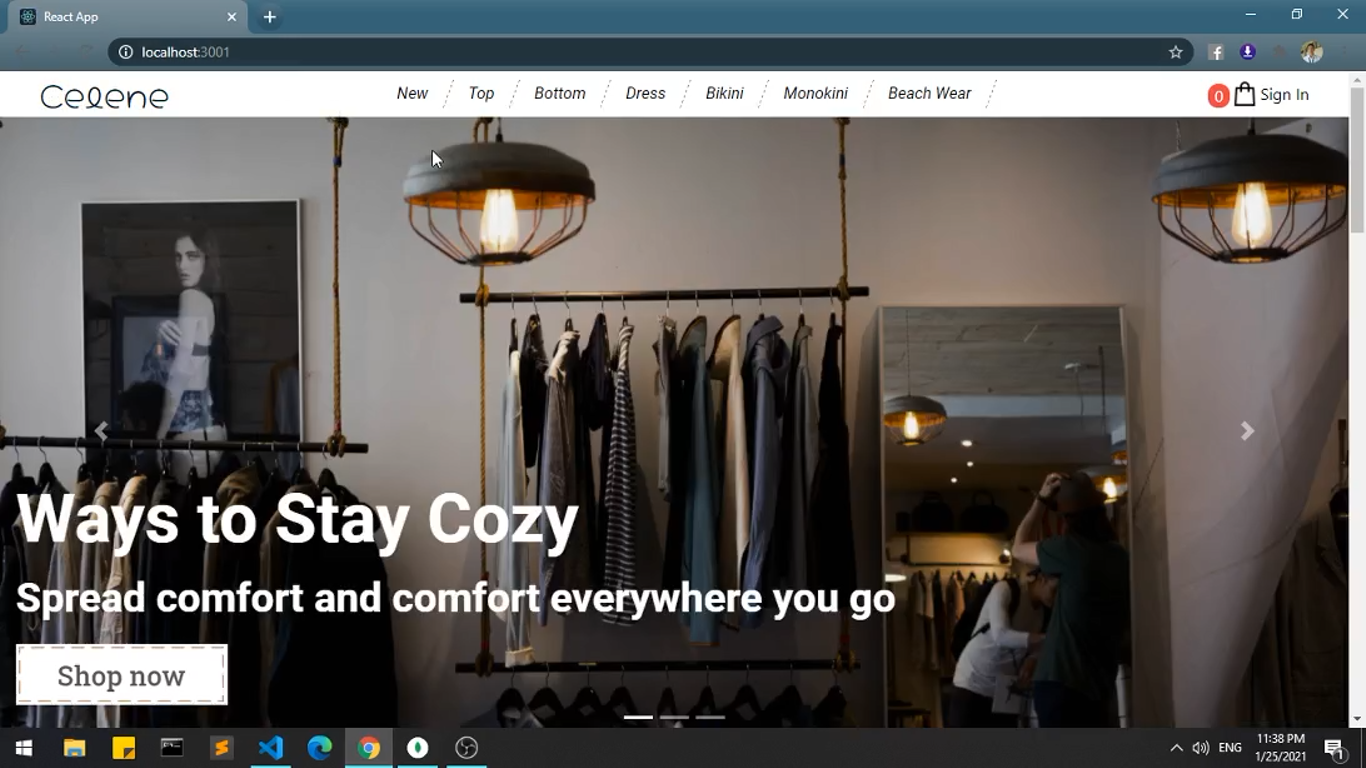 React App
localhost:3001
Celene
New Top Bottom Dress Bikini Monokini Beach Wear
0 Sign In
Ways to Stay Cozy
Spread comfort and comfort everywhere you go
Shop now
ENG
11:38 PM
1/25/2021
1